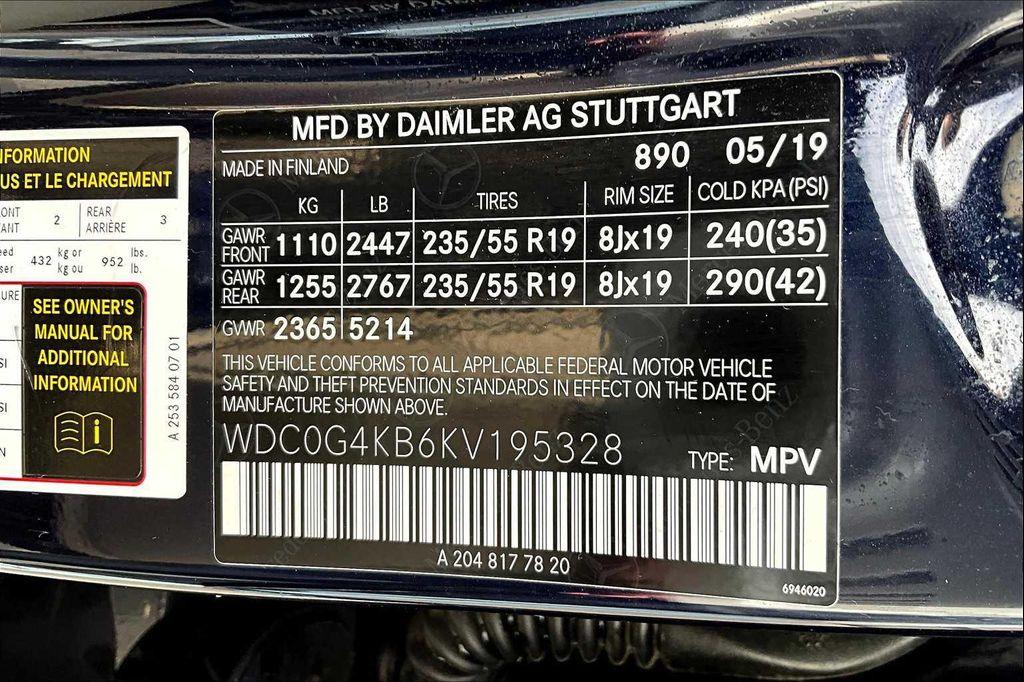 MFD BY DAIMLER
NFORMATION
US ET LE CHARGEMENT
2 REAR ARRIÈRE 3
432 kg or kg ou 952 lbs. lb.
SEE OWNER'S
MANUAL FOR
ADDITIONAL
INFORMATION
A 253 584 07 01
MFD BY DAIMLER AG STUTTGART
MADE IN FINLAND 890 05/19
KG LB TIRES RIM SIZE COLD KPA (PSI)
GAWR FRONT 1110 2447 235/55 R19 8Jx19 240(35)
GAWR REAR 1255 2767 235/55 R19 8Jx19 290(42)
GVWR 2365 5214
THIS VEHICLE CONFORMS TO ALL APPLICABLE FEDERAL MOTOR VEHICLE
SAFETY AND THEFT PREVENTION STANDARDS IN EFFECT ON THE DATE OF
MANUFACTURE SHOWN ABOVE.
WDC0G4KB6KV195328 TYPE: MPV
A 204 817 78 20
6946020